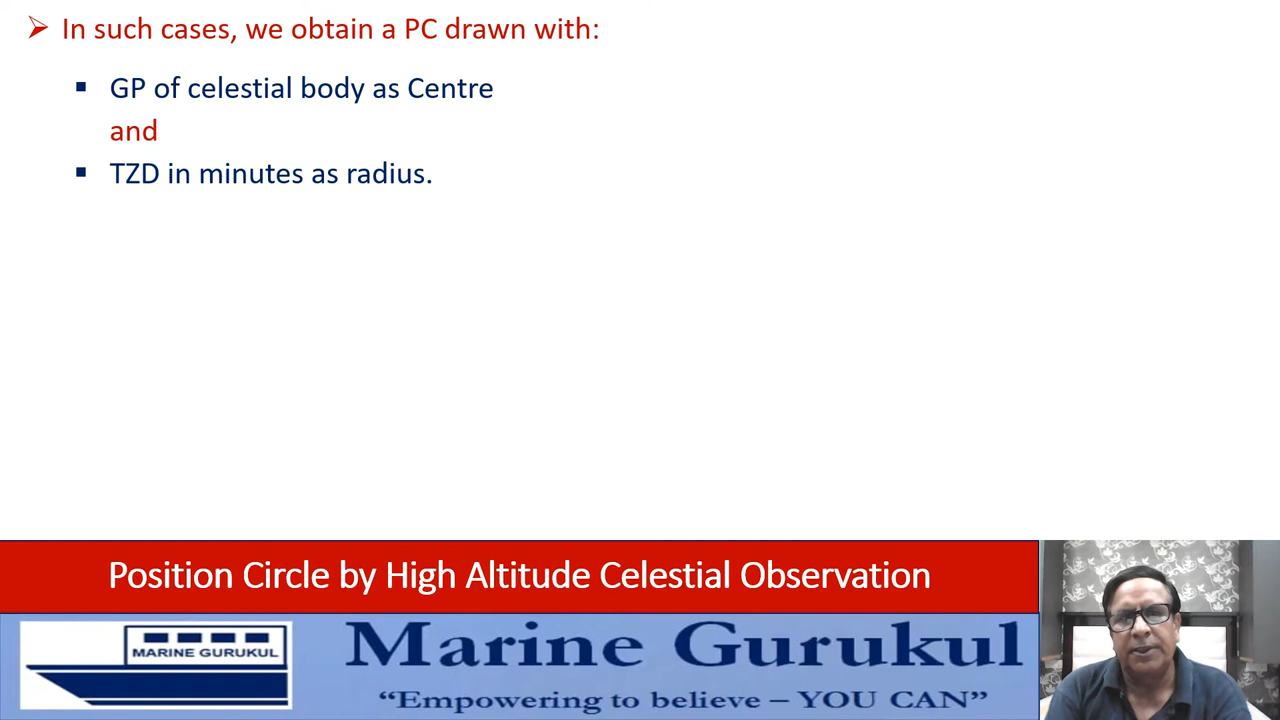 In such cases, we obtain a PC drawn with:
GP of celestial body as Centre
and
TZD in minutes as radius.
Position Circle by High Altitude Celestial Observation
MARINE GURUKUL
Marine Gurukul
“Empowering to believe – YOU CAN”